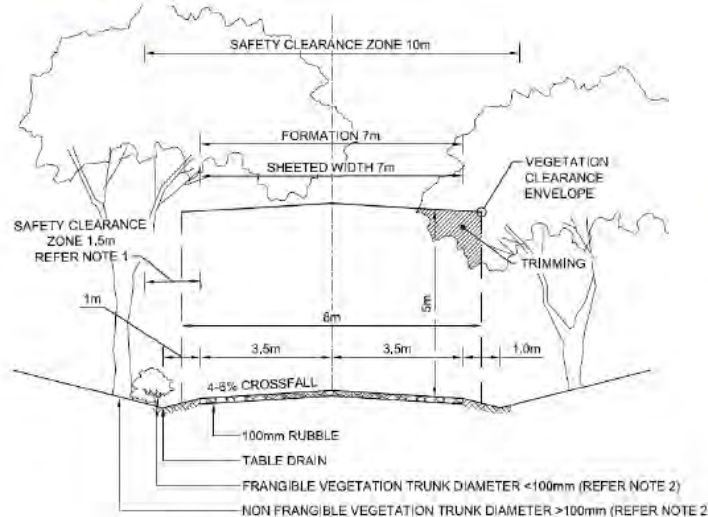 SAFETY CLEARANCE ZONE 10m
FORMATION 7m
SHEETED WIDTH 7m
VEGETATION
CLEARANCE
ENVELOPE
SAFETY CLEARANCE
ZONE 1.5m
REFER NOTE 1
TRIMMING
1m
5m
8m
3.5m
3.5m
1.0m
4-6% CROSSFALL
100mm RUBBLE
TABLE DRAIN
FRANGIBLE VEGETATION TRUNK DIAMETER <100mm (REFER NOTE 2)
NON FRANGIBLE VEGETATION TRUNK DIAMETER >100mm (REFER NOTE 2